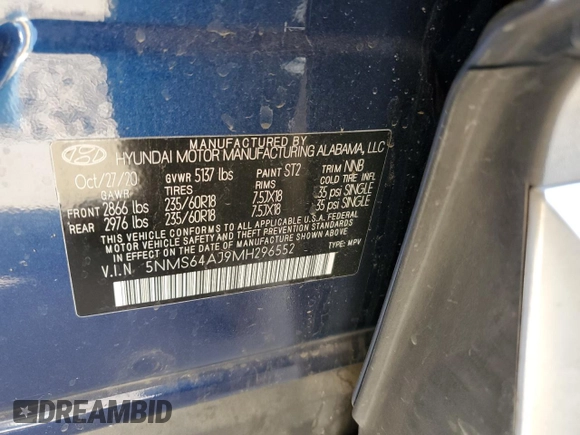 MANUFACTURED BY
HYUNDAI MOTOR MANUFACTURING ALABAMA, LLC
Oct/27/20 GVWR 5137 lbs PAINT ST2 TRIM NNB
GAWR TIRES RIMS COLD TIRE INFL.
FRONT 2866 lbs 235/60R18 7.5JX18 35 psi SINGLE
REAR 2976 lbs 235/60R18 7.5JX18 35 psi SINGLE
THIS VEHICLE CONFORMS TO ALL APPLICABLE U.S.A. FEDERAL
MOTOR VEHICLE SAFETY, BUMPER, AND THEFT PREVENTION STANDARDS
IN EFFECT ON THE DATE OF MANUFACTURE SHOWN ABOVE.
V.I.N 5NMS64AJ9MH296552 TYPE: MPV
DREAMBID